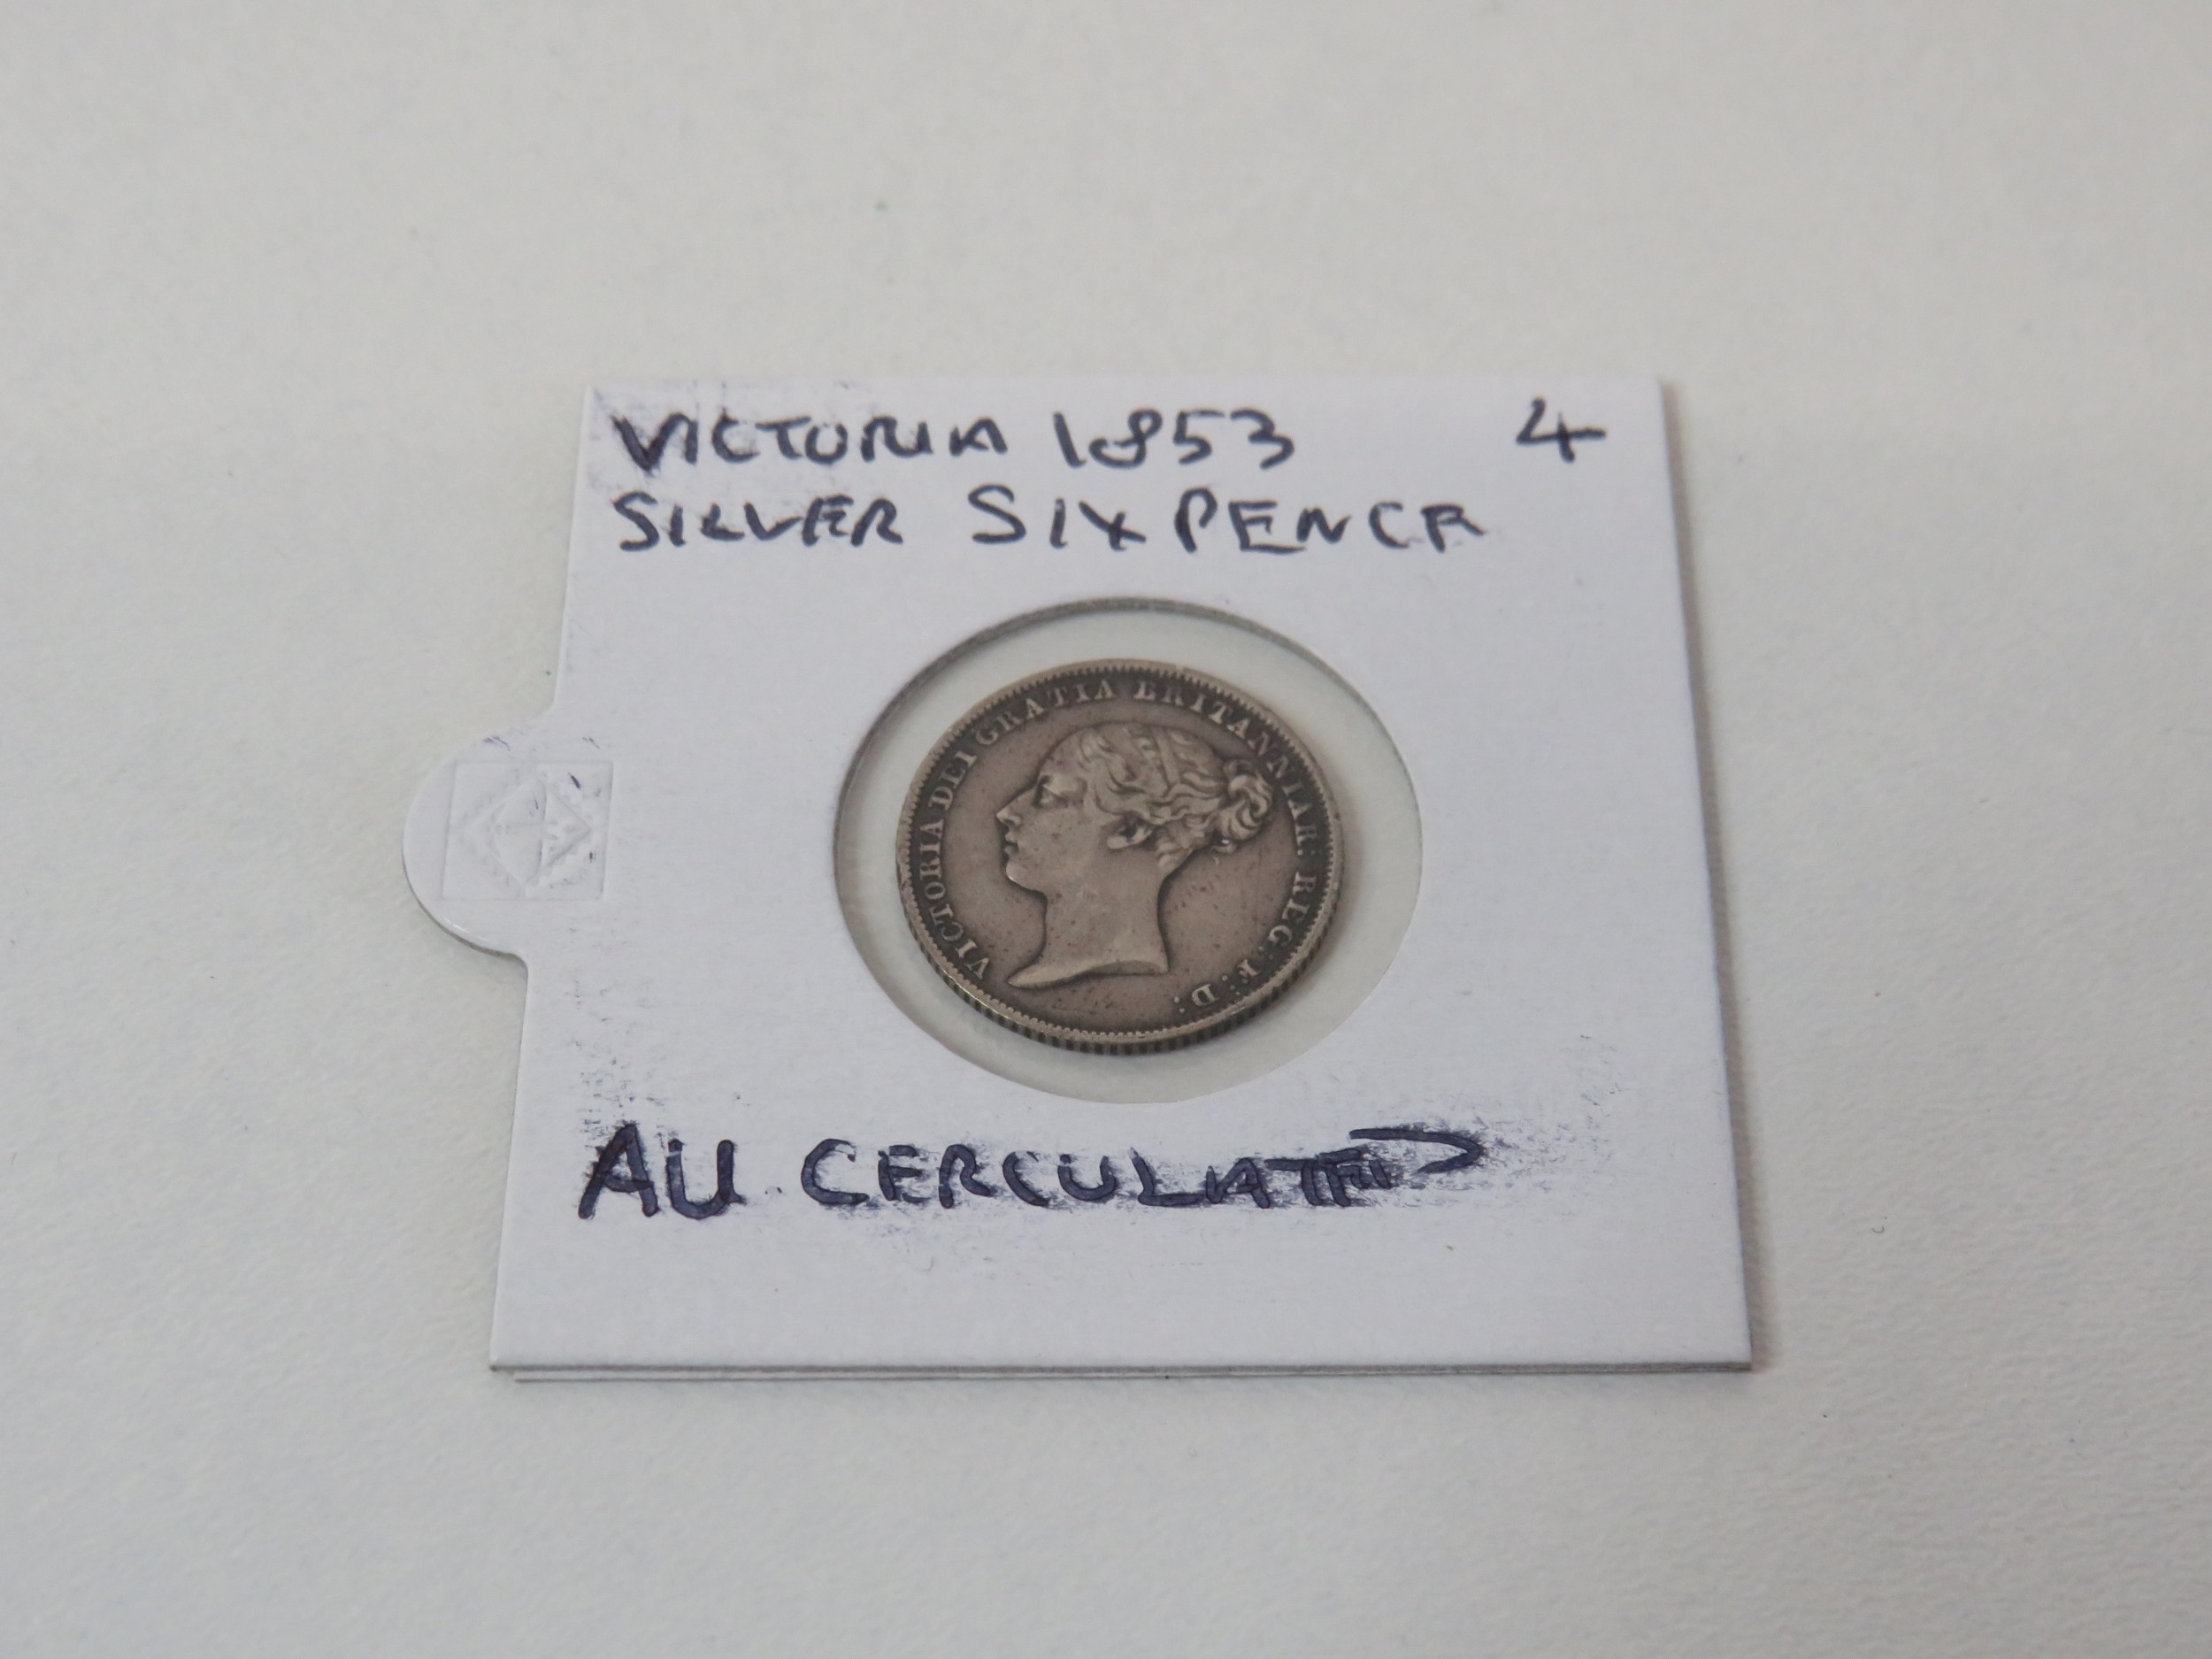 VICTORIA 1853 4
SILVER SIXPENCE
VICTORIA DEI GRATIA BRITANNIAR: REG: F: D:
AU CERCULATED